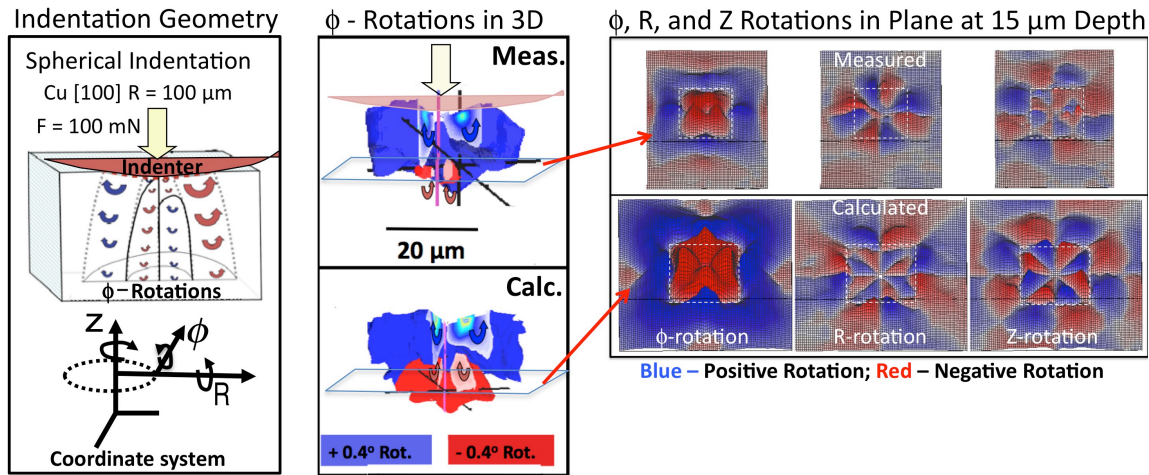 Indentation Geometry
Spherical Indentation
Cu [100] R = 100 µm
F = 100 mN
Indenter
ϕ – Rotations
Z
ϕ
R
Coordinate system
ϕ - Rotations in 3D
Meas.
20 µm
Calc.
+ 0.4º Rot.
- 0.4º Rot.
ϕ, R, and Z Rotations in Plane at 15 µm Depth
Measured
Calculated
ϕ-rotation
R-rotation
Z-rotation
Blue – Positive Rotation; Red – Negative Rotation